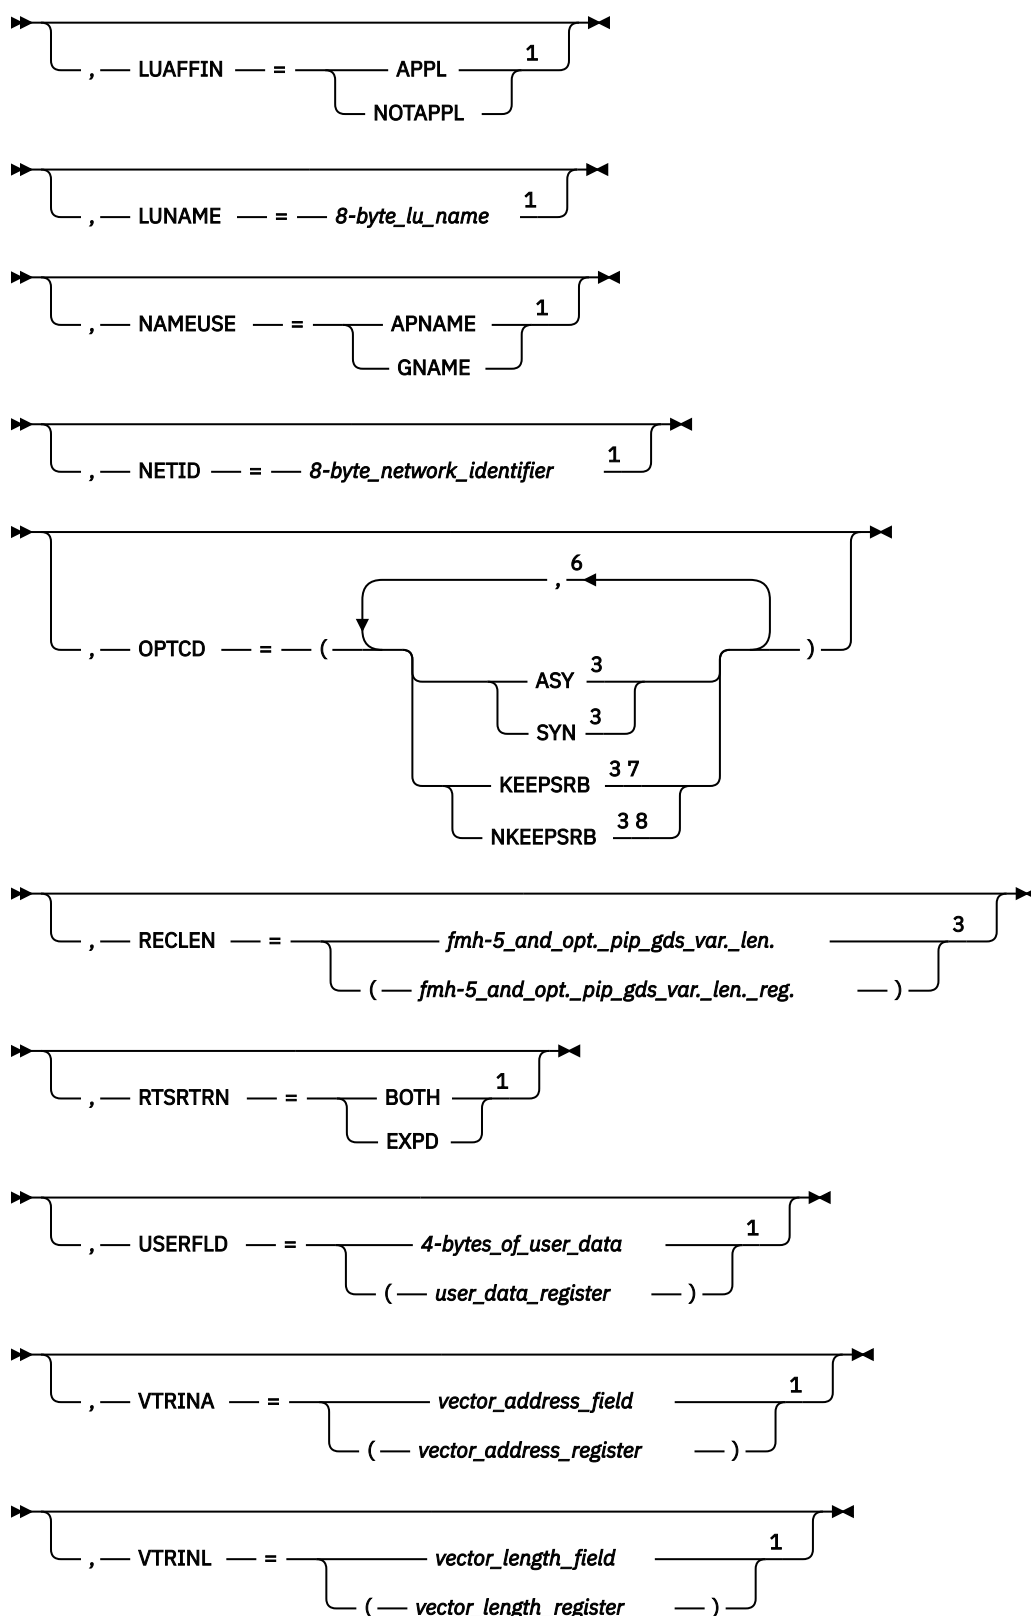 1
, LUAFFIN = APPL
NOTAPPL
1
, LUNAME = 8-byte_lu_name
1
, NAMEUSE = APNAME
GNAME
1
, NETID = 8-byte_network_identifier
, 6
, OPTCD = ( )
ASY 3
SYN 3
KEEPSRB 3 7
NKEEPSRB 3 8
3
, RECLEN = fmh-5_and_opt._pip_gds_var._len.
( fmh-5_and_opt._pip_gds_var._len._reg. )
1
, RTSRTRN = BOTH
EXPD
1
, USERFLD = 4-bytes_of_user_data
( user_data_register )
1
, VTRINA = vector_address_field
( vector_address_register )
1
, VTRINL = vector_length_field
( vector_length_register )